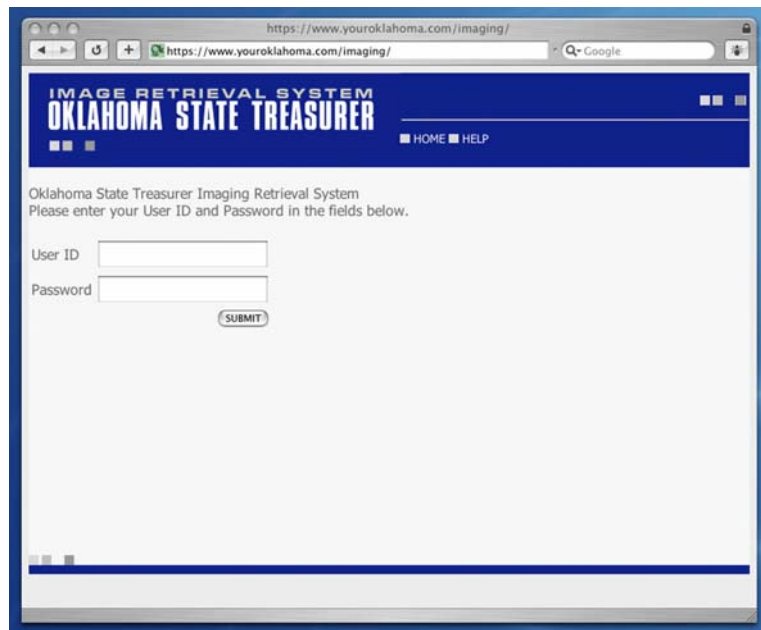 https://www.youroklahoma.com/imaging/
https://www.youroklahoma.com/imaging/
Google
IMAGE RETRIEVAL SYSTEM
OKLAHOMA STATE TREASURER
HOME HELP
Oklahoma State Treasurer Imaging Retrieval System
Please enter your User ID and Password in the fields below.
User ID
Password
SUBMIT